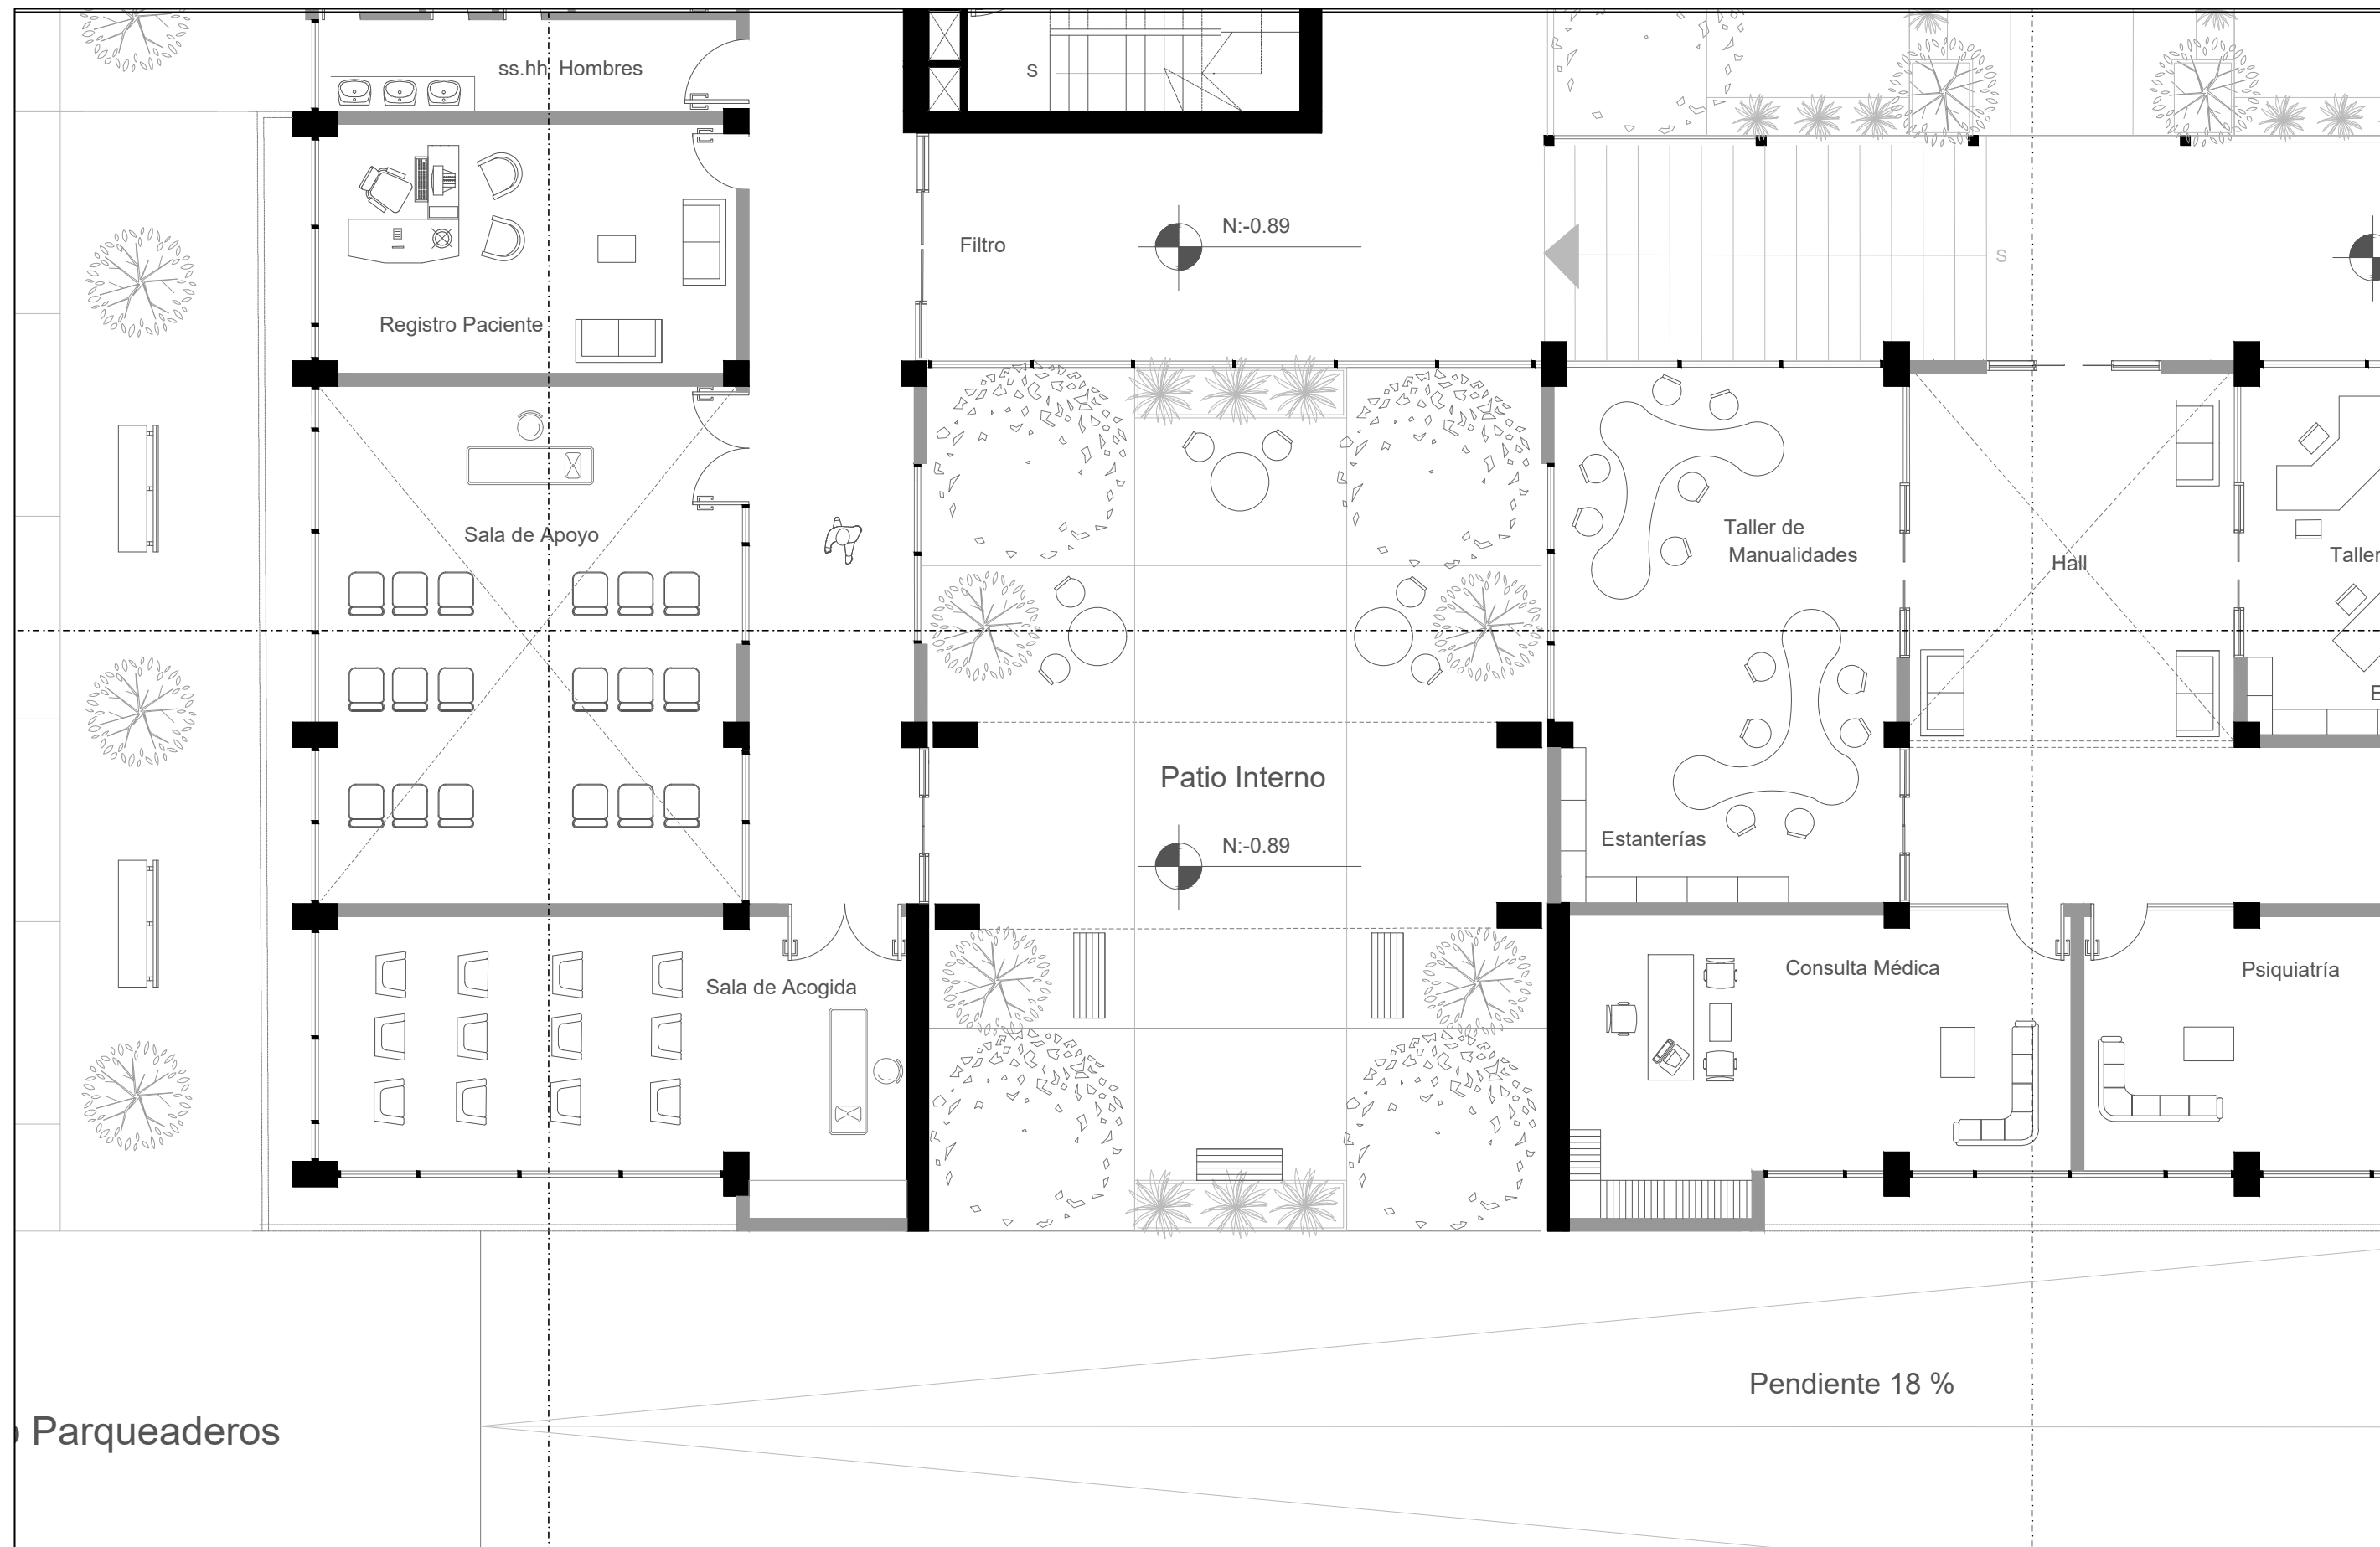 ss.hh Hombres
S
N:-0.89
Filtro
S
Registro Paciente
Sala de Apoyo
Taller de
Manualidades
Hall
Taller
E
Patio Interno
N:-0.89
Estanterías
Sala de Acogida
Consulta Médica
Psiquiatría
Pendiente 18 %
Parqueaderos